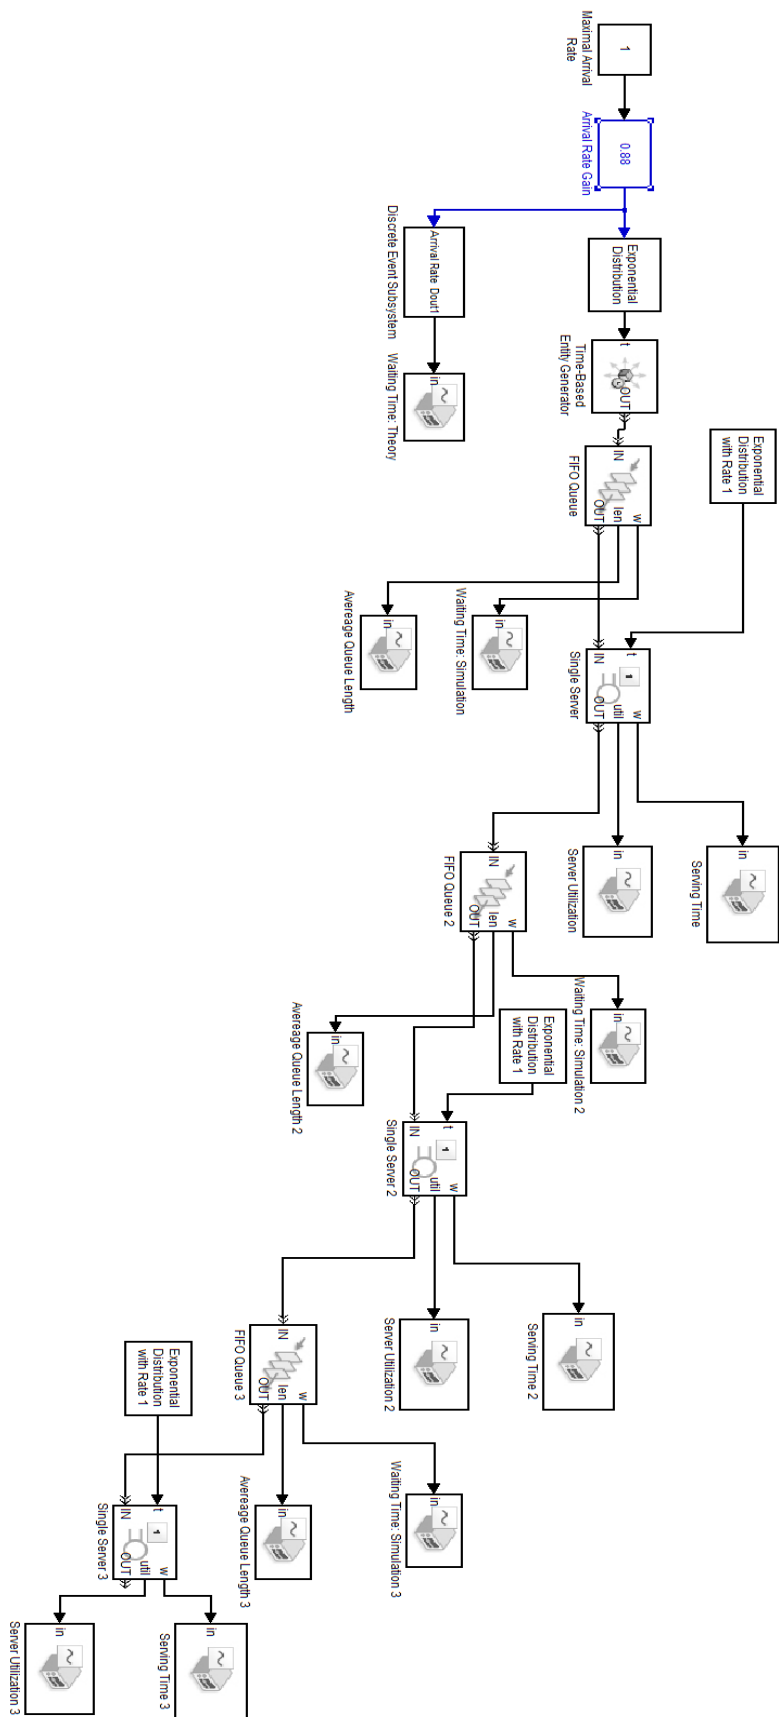 1
Maximal Arrival
Rate
0.88
Arrival Rate Gain
Exponential
Distribution
t
OUT
Time-Based
Entity Generator
Arrival Rate Dout1
Discrete Event Subsystem
in
Waiting Time: Theory
Exponential
Distribution
with Rate 1
w
len
IN
OUT
FIFO Queue
in
Waiting Time: Simulation
in
Avereage Queue Length
t
w
1
util
IN
OUT
Single Server
in
Serving Time
in
Server Utilization
w
len
IN
OUT
FIFO Queue 2
in
Waiting Time: Simulation 2
in
Avereage Queue Length 2
Exponential
Distribution
with Rate 1
t
w
1
util
IN
OUT
Single Server 2
in
Serving Time 2
in
Server Utilization 2
w
len
IN
OUT
FIFO Queue 3
in
Waiting Time: Simulation 3
in
Avereage Queue Length 3
Exponential
Distribution
with Rate 1
t
w
1
util
IN
OUT
Single Server 3
in
Serving Time 3
in
Server Utilization 3